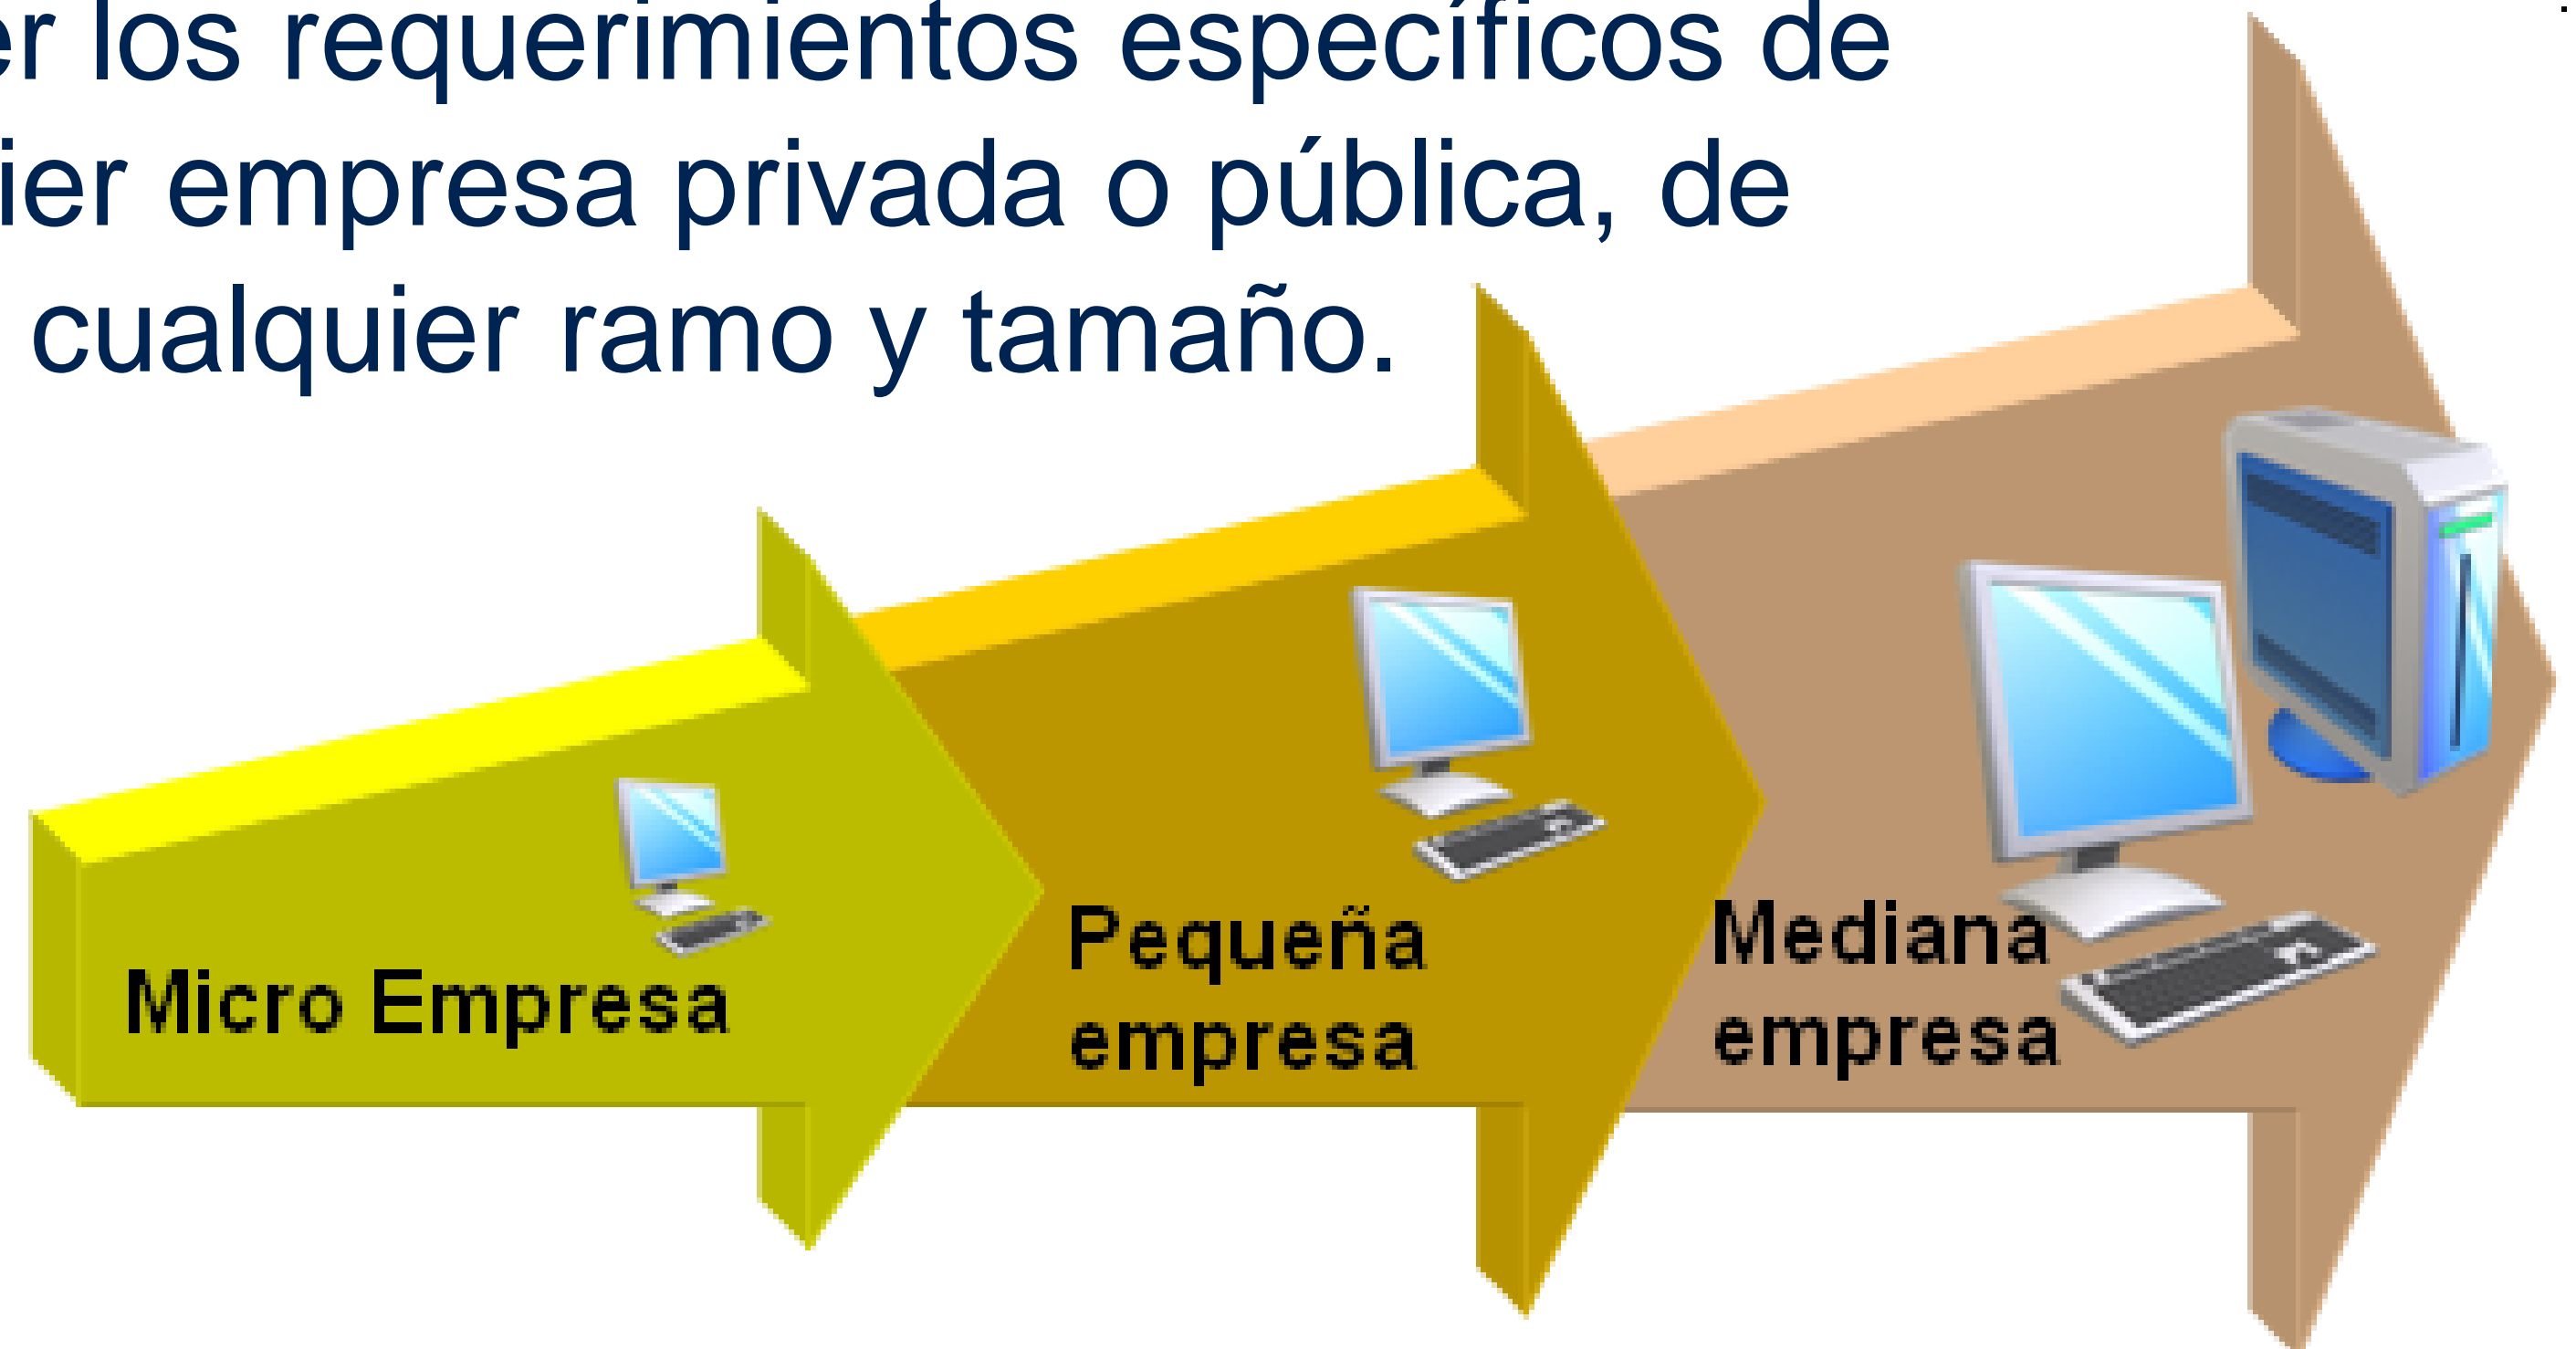 er los requerimientos específicos de
ier empresa privada o pública, de
cualquier ramo y tamaño.
Micro Empresa
Pequeña
empresa
Mediana
empresa